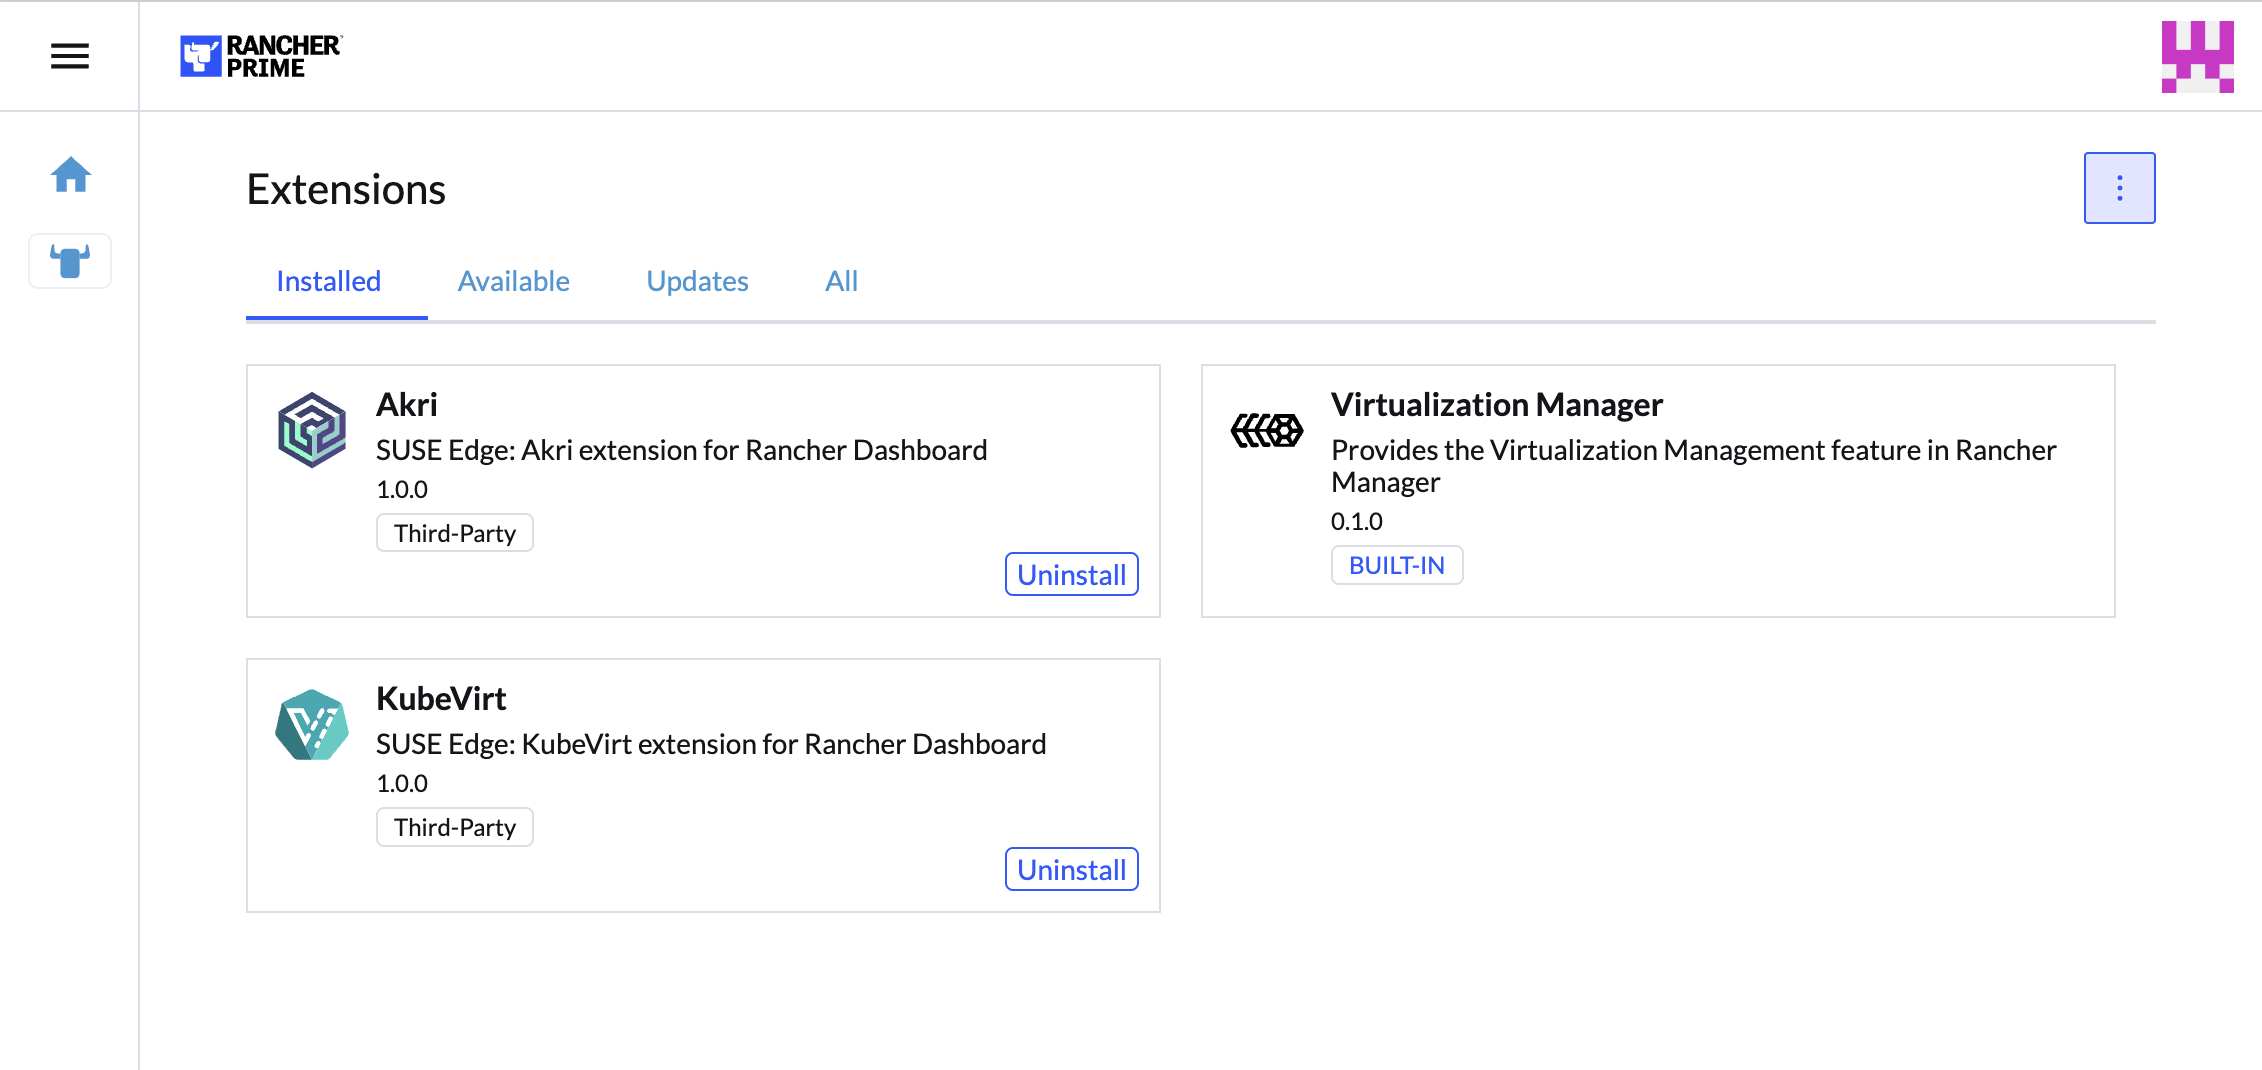 RANCHER
PRIME
Extensions
Installed
Available
Updates
All
Akri
SUSE Edge: Akri extension for Rancher Dashboard
1.0.0
Third-Party
Uninstall
Virtualization Manager
Provides the Virtualization Management feature in Rancher
Manager
0.1.0
BUILT-IN
KubeVirt
SUSE Edge: KubeVirt extension for Rancher Dashboard
1.0.0
Third-Party
Uninstall